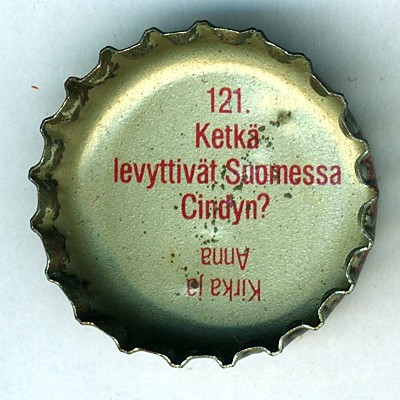 121.
Ketkä
levyttivät Suomessa
Cindyn?
Kirka ja
Anna